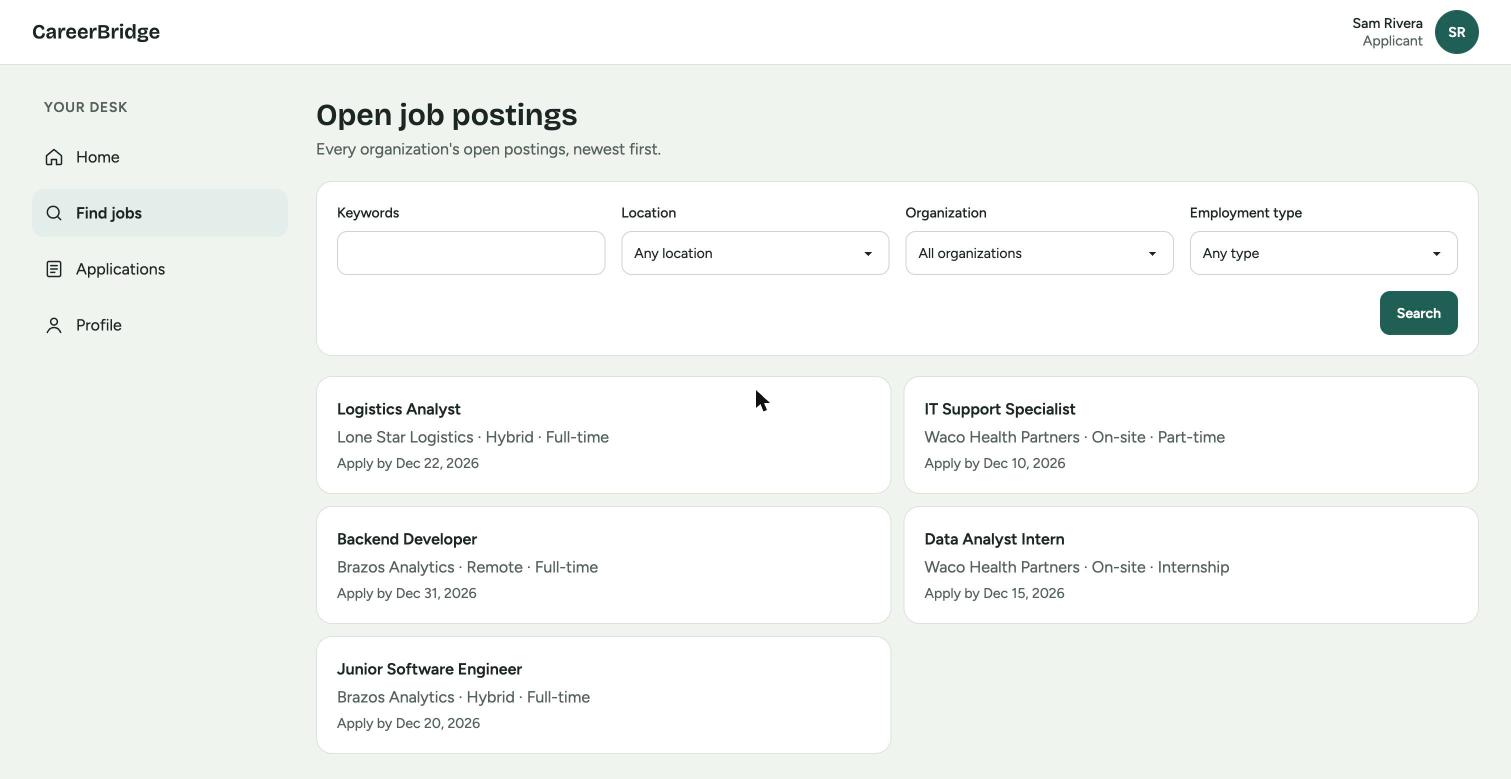 CareerBridge
Sam Rivera
Applicant
SR
YOUR DESK
Home
Find jobs
Applications
Profile
Open job postings
Every organization's open postings, newest first.
Keywords
Location
Organization
Employment type
Any location
All organizations
Any type
Search
Logistics Analyst
Lone Star Logistics · Hybrid · Full-time
Apply by Dec 22, 2026
IT Support Specialist
Waco Health Partners · On-site · Part-time
Apply by Dec 10, 2026
Backend Developer
Brazos Analytics · Remote · Full-time
Apply by Dec 31, 2026
Data Analyst Intern
Waco Health Partners · On-site · Internship
Apply by Dec 15, 2026
Junior Software Engineer
Brazos Analytics · Hybrid · Full-time
Apply by Dec 20, 2026